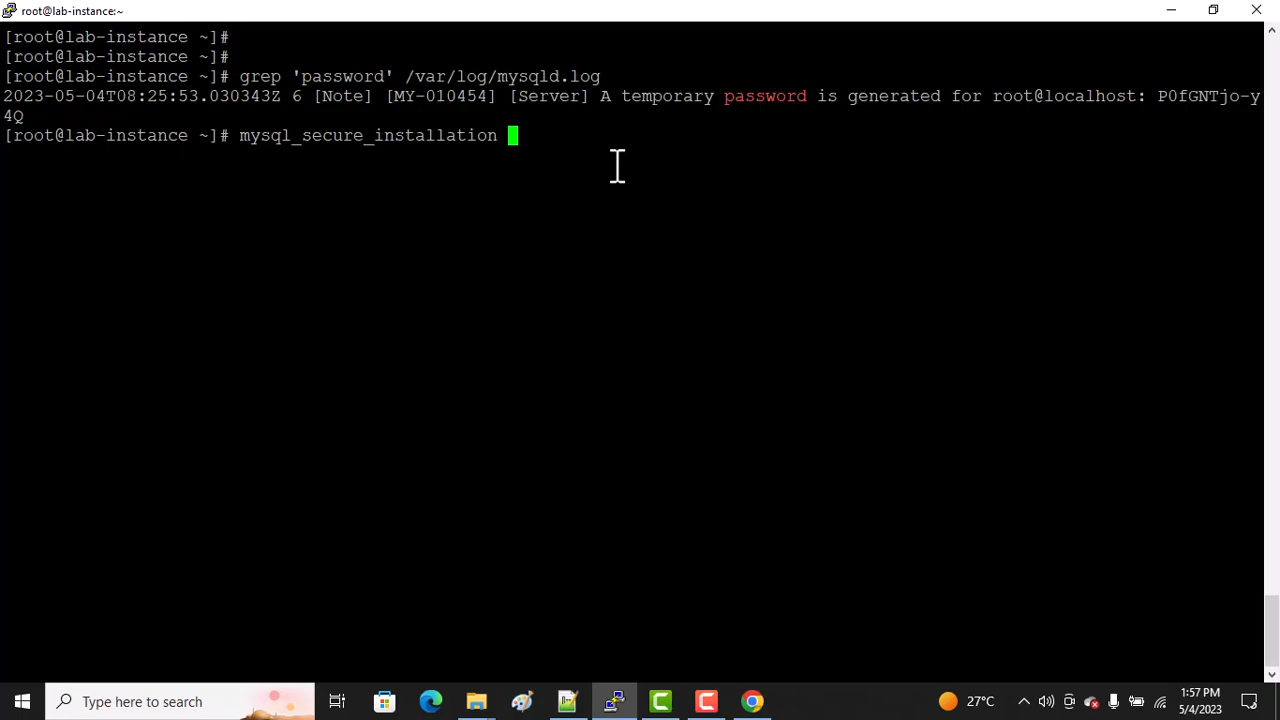 root@lab-instance:~
[root@lab-instance ~]#
[root@lab-instance ~]#
[root@lab-instance ~]# grep 'password' /var/log/mysqld.log
2023-05-04T08:25:53.030343Z 6 [Note] [MY-010454] [Server] A temporary password is generated for root@localhost: P0fGNTjo-y
4Q
[root@lab-instance ~]# mysql_secure_installation
Type here to search
27°C
1:57 PM
5/4/2023